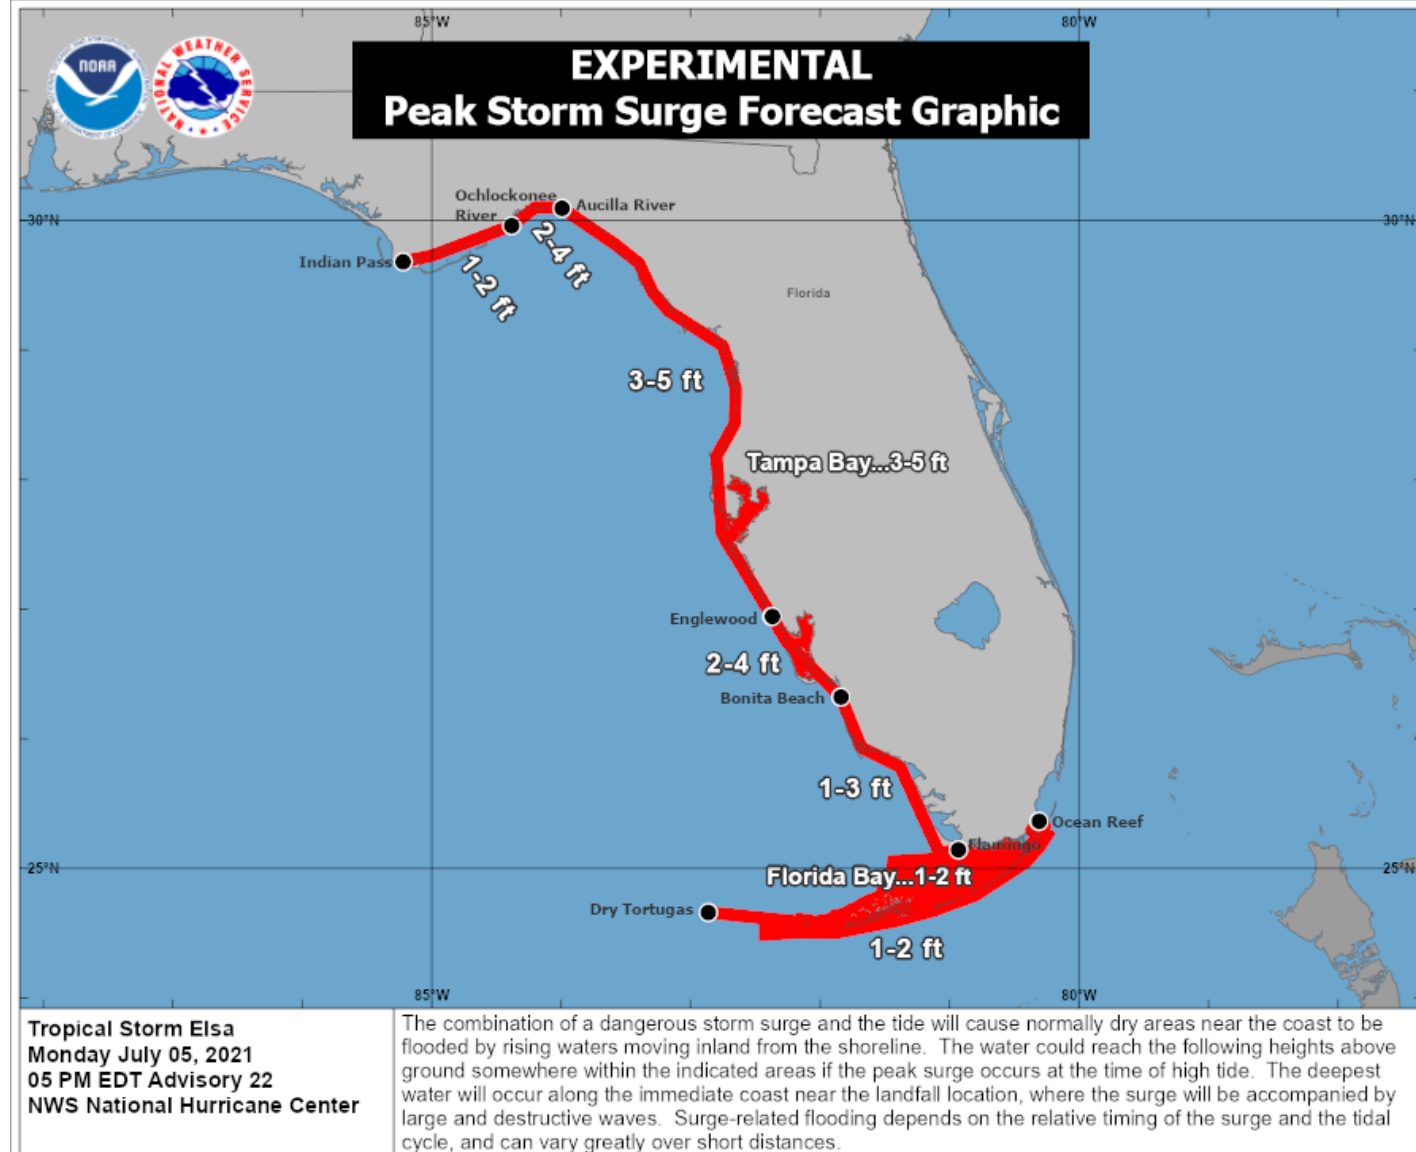 85°W
80°W
NOAA
NATIONAL WEATHER SERVICE
EXPERIMENTAL
Peak Storm Surge Forecast Graphic
Ochlockonee
River
Aucilla River
30°N
30°N
2-4 ft
Indian Pass
1-2 ft
Florida
3-5 ft
Tampa Bay...3-5 ft
Englewood
2-4 ft
Bonita Beach
1-3 ft
Ocean Reef
Flamingo
25°N
25°N
Florida Bay...1-2 ft
Dry Tortugas
1-2 ft
85°W
80°W
Tropical Storm Elsa
Monday July 05, 2021
05 PM EDT Advisory 22
NWS National Hurricane Center
The combination of a dangerous storm surge and the tide will cause normally dry areas near the coast to be
flooded by rising waters moving inland from the shoreline.  The water could reach the following heights above
ground somewhere within the indicated areas if the peak surge occurs at the time of high tide.  The deepest
water will occur along the immediate coast near the landfall location, where the surge will be accompanied by
large and destructive waves.  Surge-related flooding depends on the relative timing of the surge and the tidal
cycle, and can vary greatly over short distances.